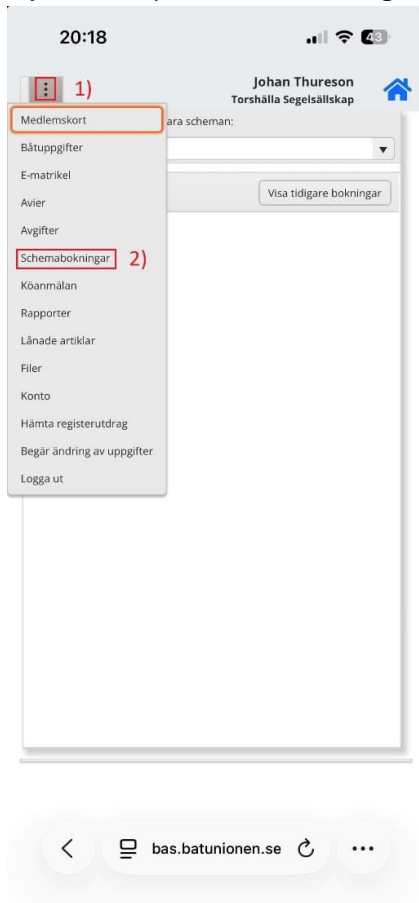 20:18
43
1)
Johan Thureson
Torshälla Segelsällskap
Medlemskort
ara scheman:
Båtuppgifter
E-matrikel
Avier
Visa tidigare bokningar
Avgifter
Schemabokningar 2)
Köanmälan
Rapporter
Lånade artiklar
Filer
Konto
Hämta registerutdrag
Begär ändring av uppgifter
Logga ut
bas.batunionen.se